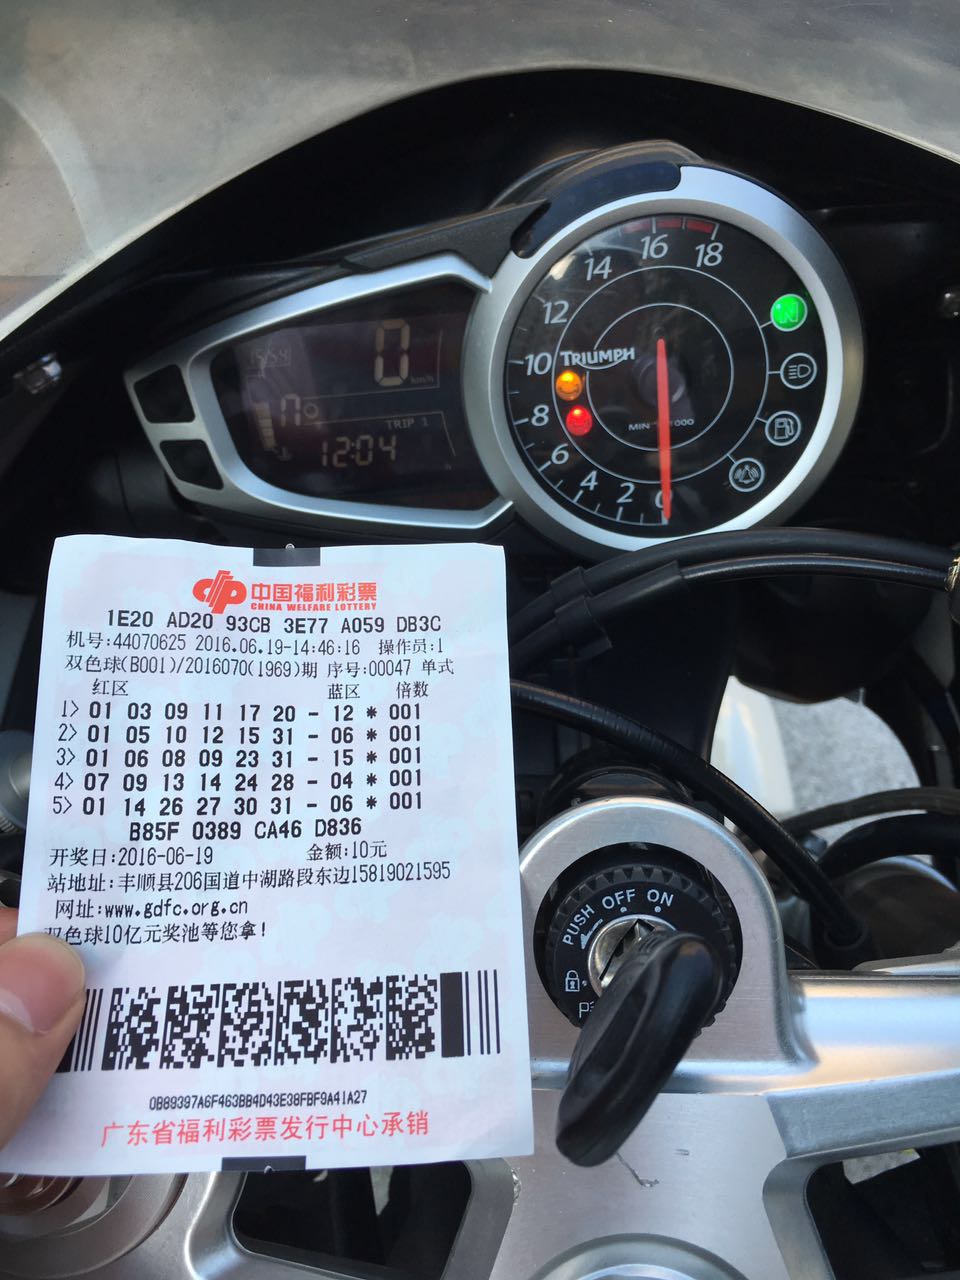 16
14
18
12
10
TRIUMPH
8
6
4
2
0
0
km/h
TRIP 1
12:04
中国福利彩票
CHINA WELFARE LOTTERY
1E20 AD20 93CB 3E77 A059 DB3C
机号:44070625 2016.06.19-14:46:16 操作员:1
双色球(B001)/2016070(1969)期 序号:00047 单式
红区 蓝区 倍数
1> 01 03 09 11 17 20 - 12 * 001
2> 01 05 10 12 15 31 - 06 * 001
3> 01 06 08 09 23 31 - 15 * 001
4> 07 09 13 14 24 28 - 04 * 001
5> 01 14 26 27 30 31 - 06 * 001
B85F 0389 CA46 D836
开奖日:2016-06-19 金额:10元
站地址:丰顺县206国道中湖路段东边15819021595
网址:www.gdfc.org.cn
双色球10亿元奖池等您拿!
0B89397A6F463BB4D43E38FBF9A41A27
广东省福利彩票发行中心承销
PUSH OFF ON
N